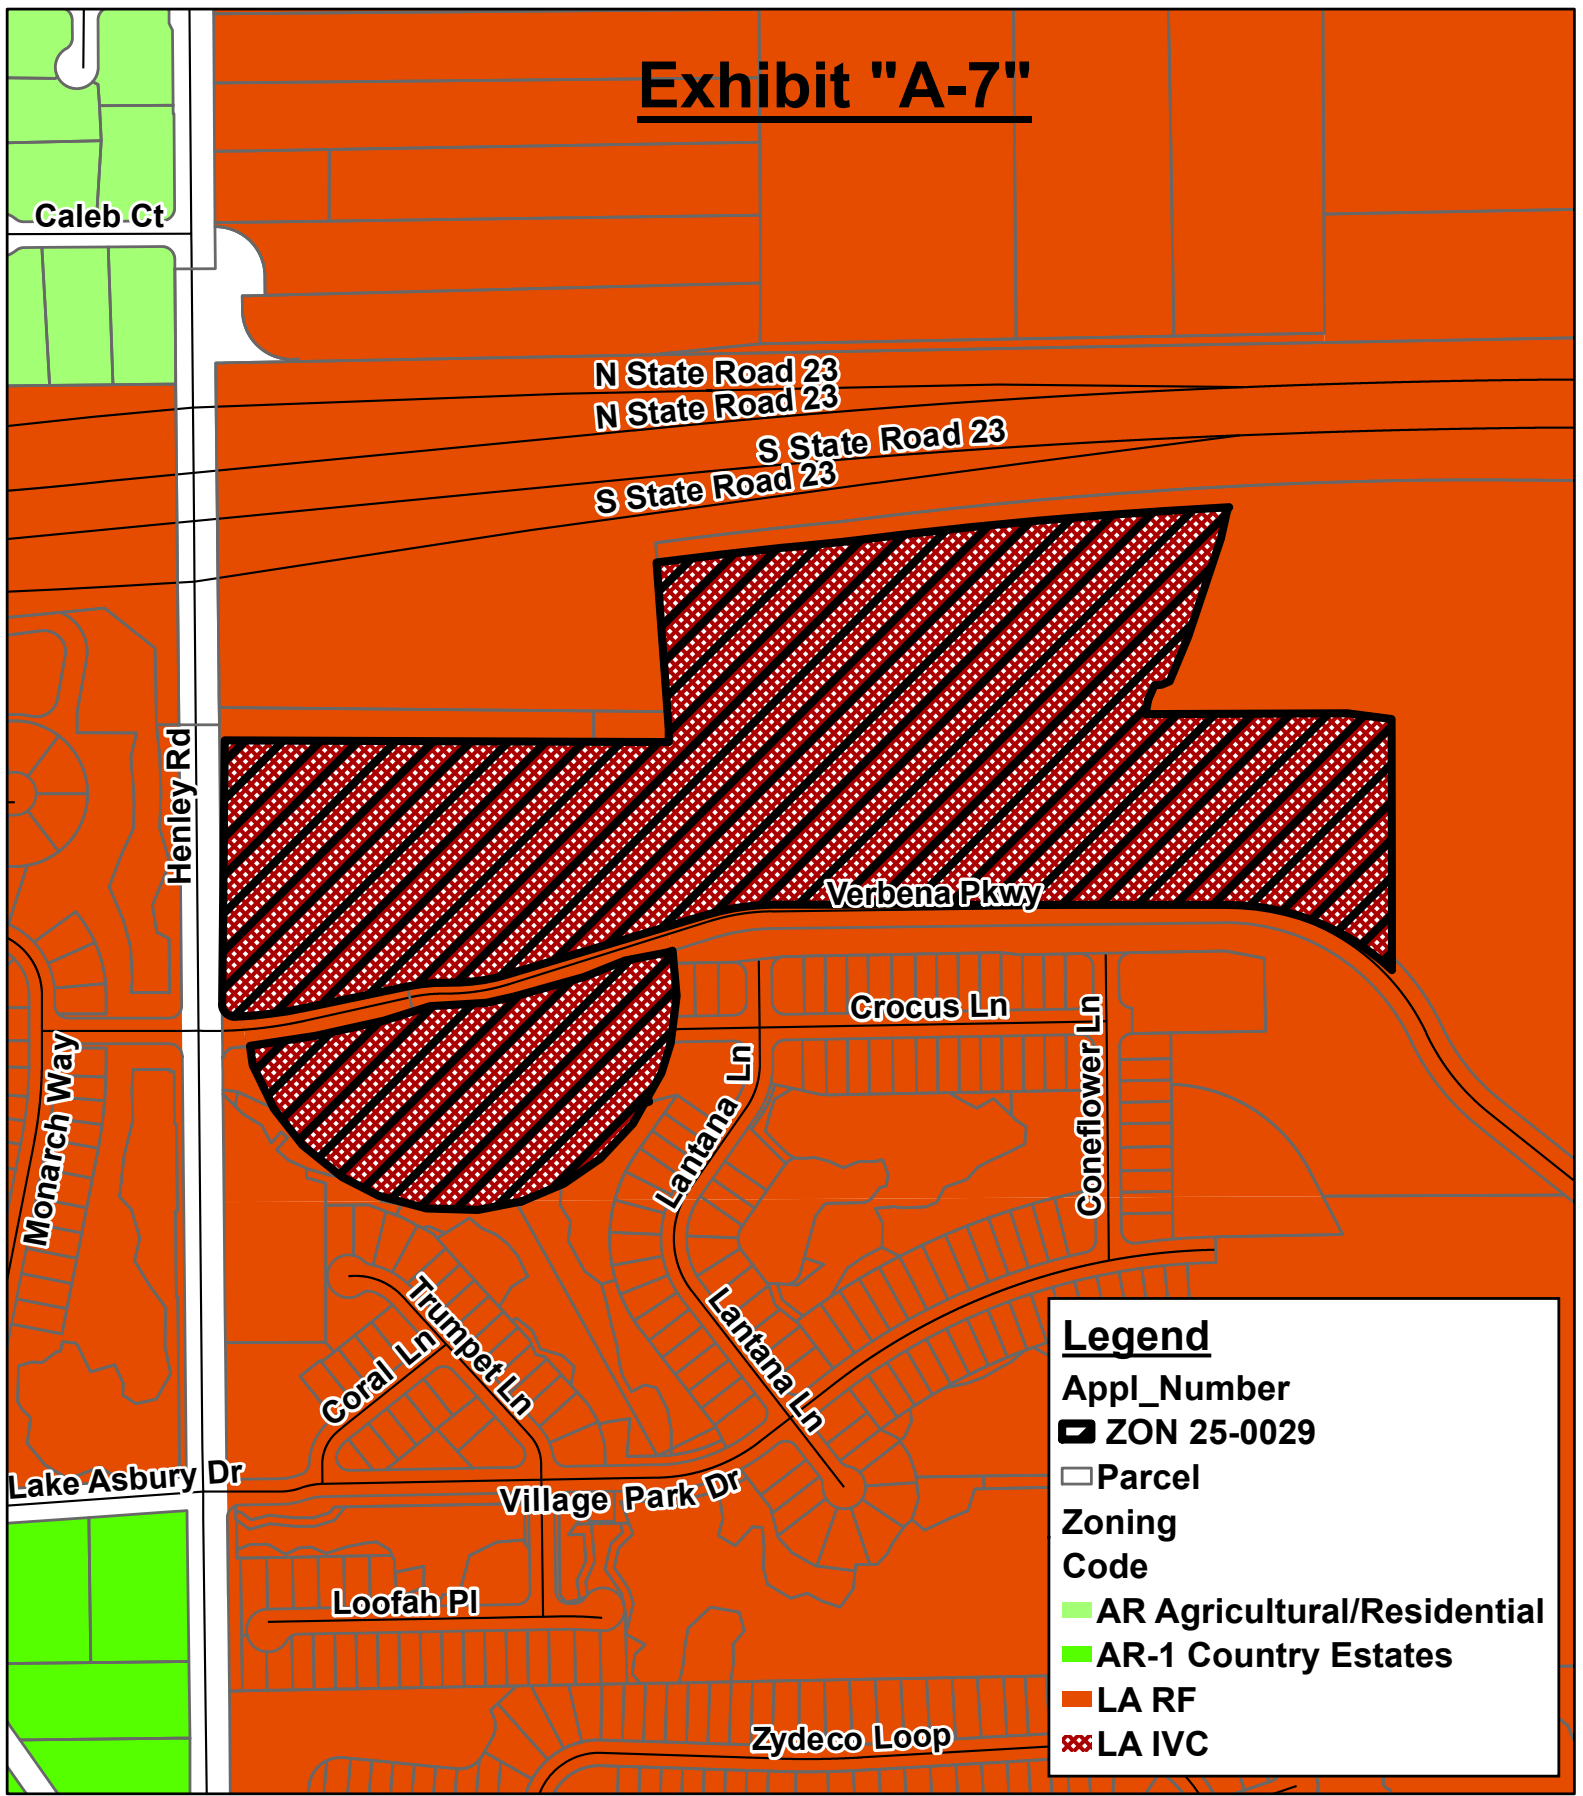 Exhibit "A-7"
Caleb Ct
N State Road 23
N State Road 23
S State Road 23
S State Road 23
Henley Rd
Verbena Pkwy
Crocus Ln
Coneflower Ln
Lantana Ln
Monarch Way
Trumpet Ln
Coral Ln
Lantana Ln
Lake Asbury Dr
Village Park Dr
Loofah Pl
Zydeco Loop
Legend
Appl_Number
ZON 25-0029
Parcel
Zoning
Code
AR Agricultural/Residential
AR-1 Country Estates
LA RF
LA IVC